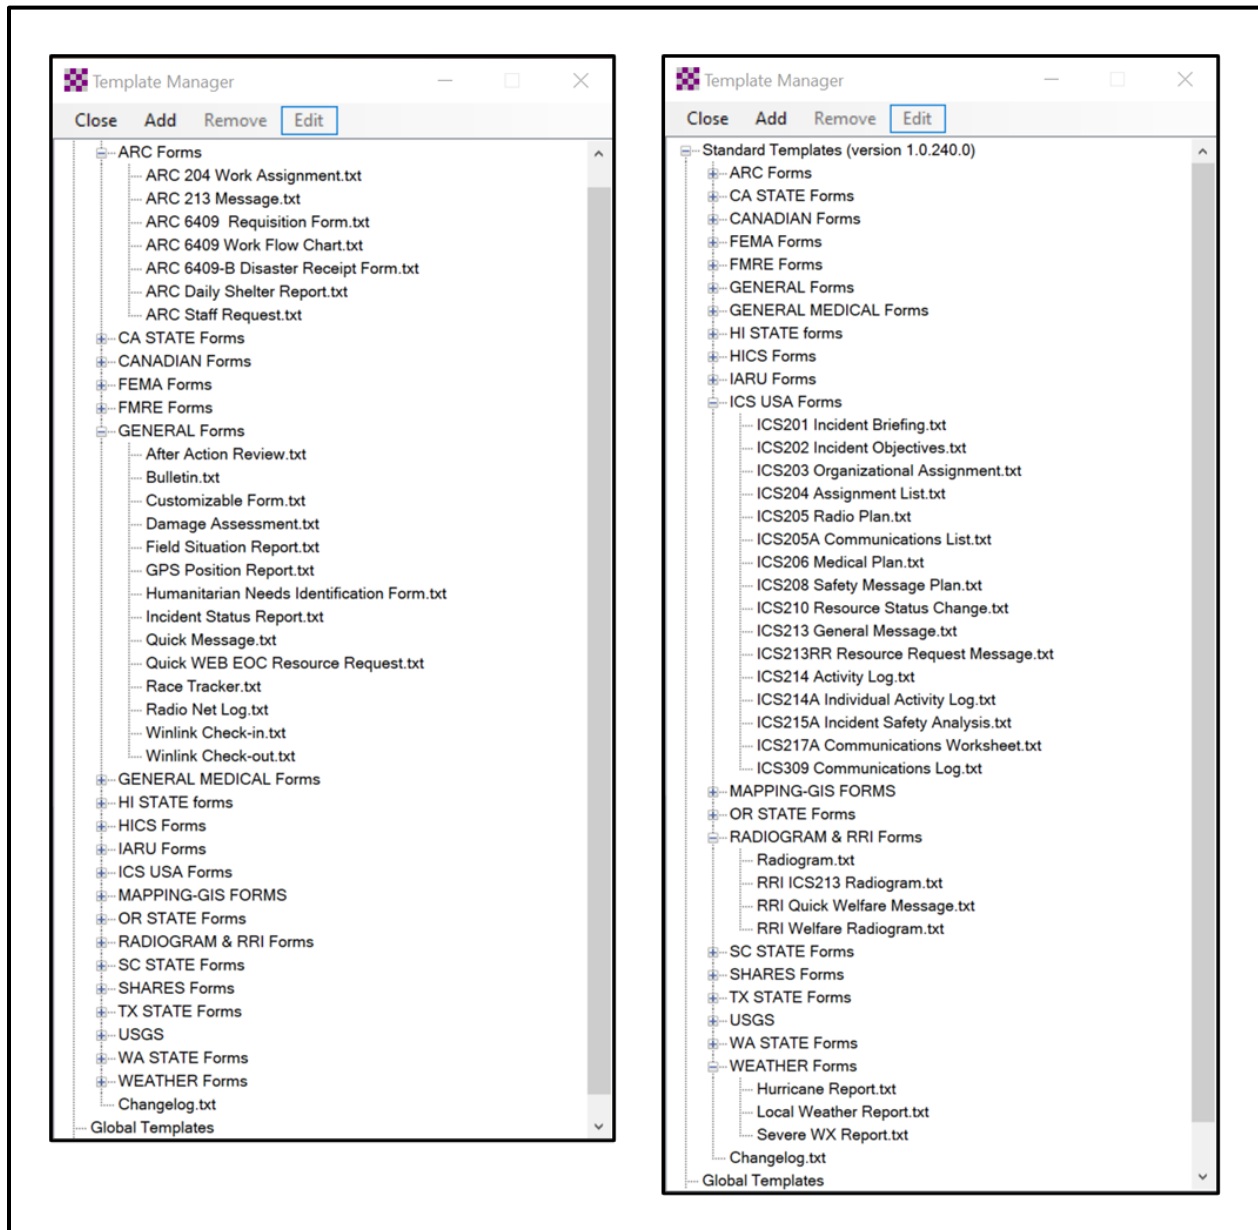 Template Manager
Close Add Remove Edit
ARC Forms
ARC 204 Work Assignment.txt
ARC 213 Message.txt
ARC 6409  Requisition Form.txt
ARC 6409 Work Flow Chart.txt
ARC 6409-B Disaster Receipt Form.txt
ARC Daily Shelter Report.txt
ARC Staff Request.txt
CA STATE Forms
CANADIAN Forms
FEMA Forms
FMRE Forms
GENERAL Forms
After Action Review.txt
Bulletin.txt
Customizable Form.txt
Damage Assessment.txt
Field Situation Report.txt
GPS Position Report.txt
Humanitarian Needs Identification Form.txt
Incident Status Report.txt
Quick Message.txt
Quick WEB EOC Resource Request.txt
Race Tracker.txt
Radio Net Log.txt
Winlink Check-in.txt
Winlink Check-out.txt
GENERAL MEDICAL Forms
HI STATE forms
HICS Forms
IARU Forms
ICS USA Forms
MAPPING-GIS FORMS
OR STATE Forms
RADIOGRAM & RRI Forms
SC STATE Forms
SHARES Forms
TX STATE Forms
USGS
WA STATE Forms
WEATHER Forms
Changelog.txt
Global Templates
Template Manager
Close Add Remove Edit
Standard Templates (version 1.0.240.0)
ARC Forms
CA STATE Forms
CANADIAN Forms
FEMA Forms
FMRE Forms
GENERAL Forms
GENERAL MEDICAL Forms
HI STATE forms
HICS Forms
IARU Forms
ICS USA Forms
ICS201 Incident Briefing.txt
ICS202 Incident Objectives.txt
ICS203 Organizational Assignment.txt
ICS204 Assignment List.txt
ICS205 Radio Plan.txt
ICS205A Communications List.txt
ICS206 Medical Plan.txt
ICS208 Safety Message Plan.txt
ICS210 Resource Status Change.txt
ICS213 General Message.txt
ICS213RR Resource Request Message.txt
ICS214 Activity Log.txt
ICS214A Individual Activity Log.txt
ICS215A Incident Safety Analysis.txt
ICS217A Communications Worksheet.txt
ICS309 Communications Log.txt
MAPPING-GIS FORMS
OR STATE Forms
RADIOGRAM & RRI Forms
Radiogram.txt
RRI ICS213 Radiogram.txt
RRI Quick Welfare Message.txt
RRI Welfare Radiogram.txt
SC STATE Forms
SHARES Forms
TX STATE Forms
USGS
WA STATE Forms
WEATHER Forms
Hurricane Report.txt
Local Weather Report.txt
Severe WX Report.txt
Changelog.txt
Global Templates